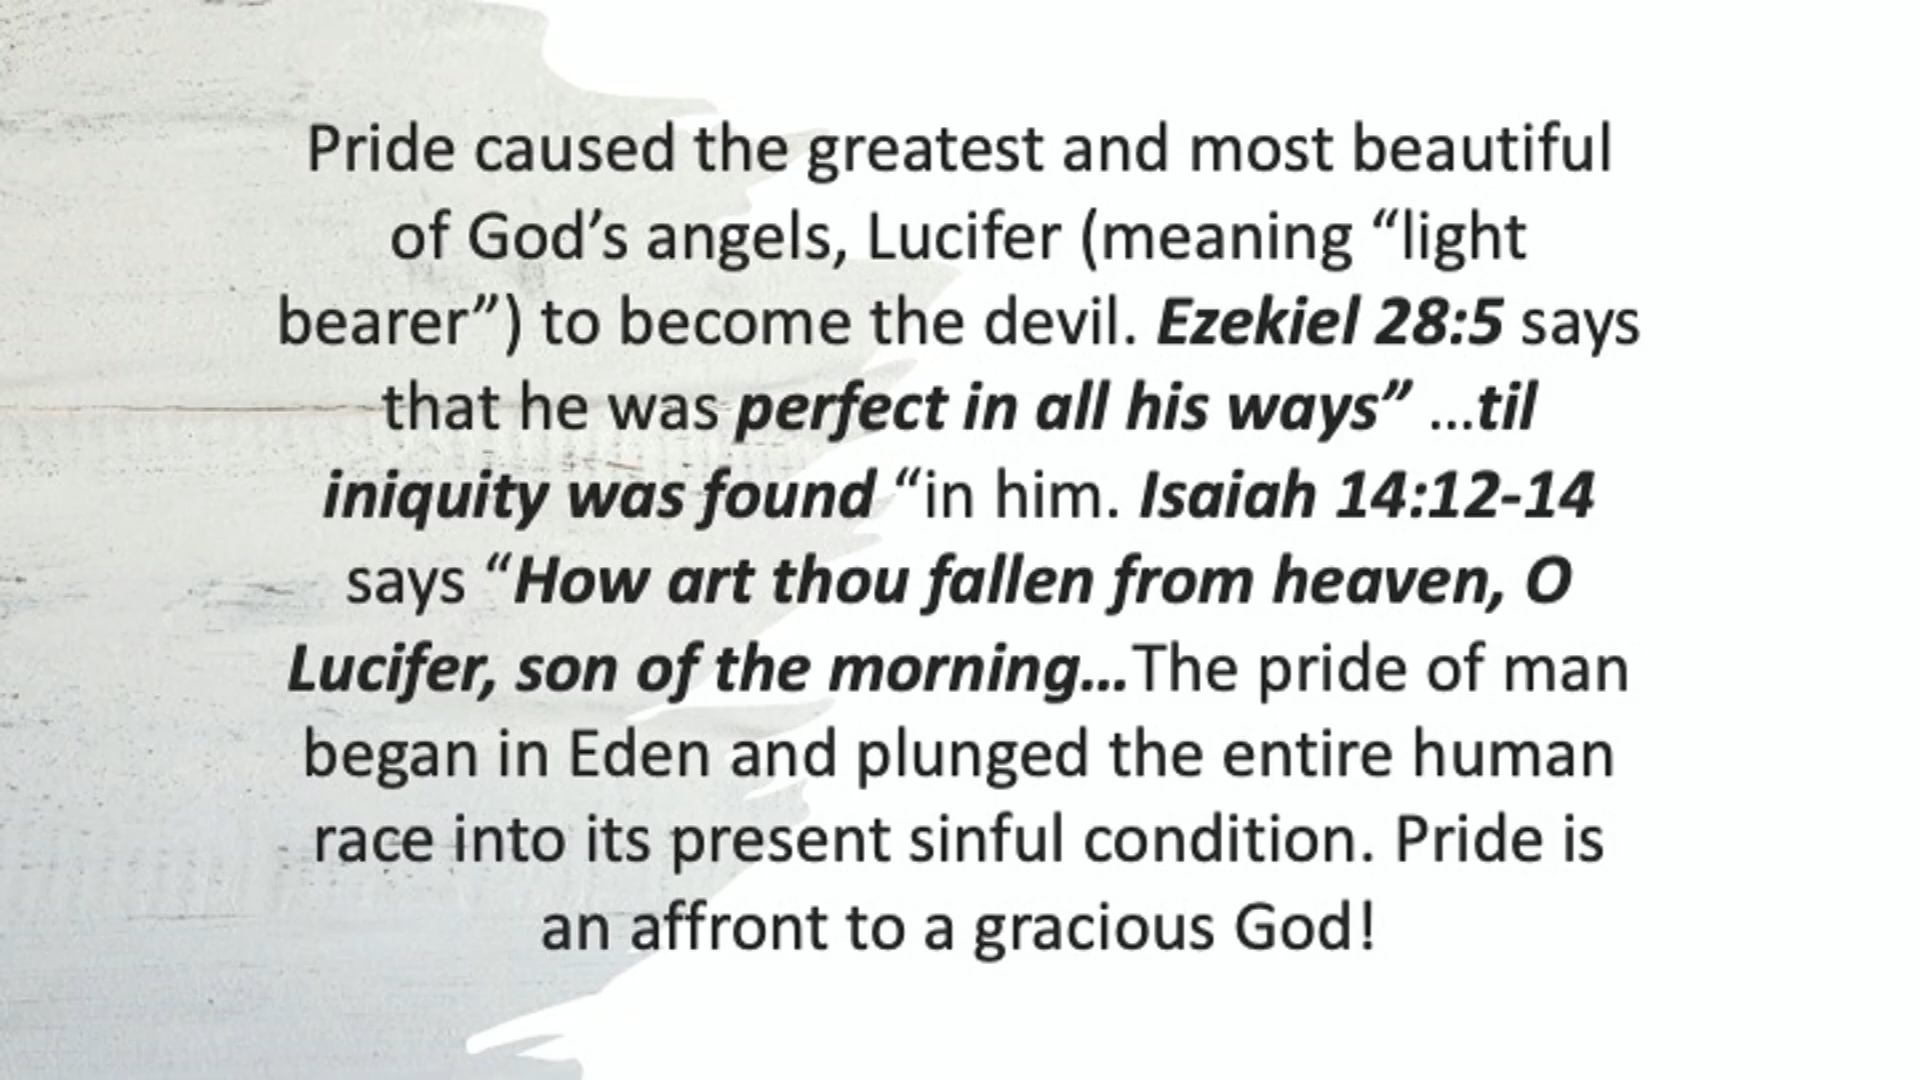 Pride caused the greatest and most beautiful
of God’s angels, Lucifer (meaning “light
bearer”) to become the devil. Ezekiel 28:5 says
that he was perfect in all his ways” …til
iniquity was found “in him. Isaiah 14:12-14
says “How art thou fallen from heaven, O
Lucifer, son of the morning…The pride of man
began in Eden and plunged the entire human
race into its present sinful condition. Pride is
an affront to a gracious God!